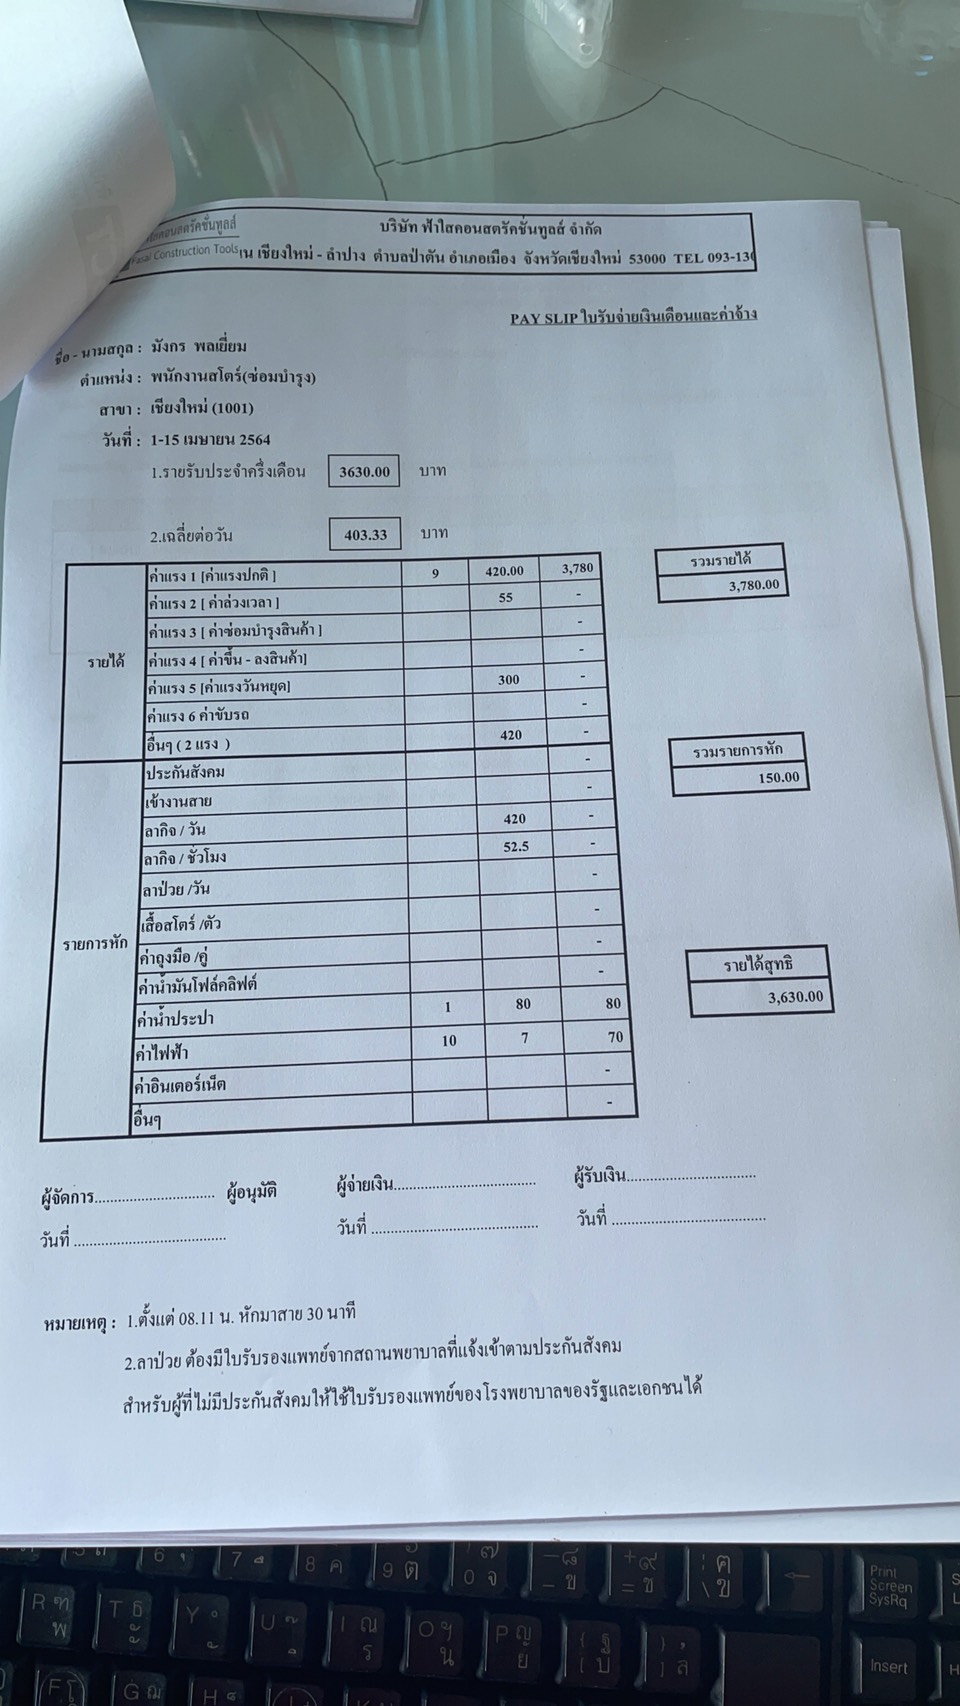 บริษัท ฟ้าใสคอนสตรัคชั่นทูลส์ จำกัด
คอนสตรัคชั่นทูลส์
Construction Tools
เชียงใหม่ - ลำปาง ตำบลป่าตัน อำเภอเมือง จังหวัดเชียงใหม่ 53000 TEL 093-13
PAY SLIP ใบรับจ่ายเงินเดือนและค่าจ้าง
ชื่อ - นามสกุล : มังกร พลเยี่ยม
ตำแหน่ง : พนักงานสโตร์(ซ่อมบำรุง)
สาขา : เชียงใหม่ (1001)
วันที่ : 1-15 เมษายน 2564
1.รายรับประจำครึ่งเดือน 3630.00 บาท
2.เฉลี่ยต่อวัน 403.33 บาท
รายได้
ค่าแรง 1 [ค่าแรงปกติ ] 9 420.00 3,780
ค่าแรง 2 [ ค่าล่วงเวลา ] 55 -
ค่าแรง 3 [ ค่าซ่อมบำรุงสินค้า ] -
ค่าแรง 4 [ ค่าขึ้น - ลงสินค้า] -
ค่าแรง 5 [ค่าแรงวันหยุด] 300 -
ค่าแรง 6 ค่าขับรถ -
อื่นๆ ( 2 แรง ) 420 -
รายการหัก
ประกันสังคม -
เข้างานสาย -
ลากิจ / วัน 420 -
ลากิจ / ชั่วโมง 52.5 -
ลาป่วย /วัน -
เสื้อสโตร์ /ตัว -
ค่าถุงมือ /คู่ -
ค่าน้ำมันโฟล์คลิฟต์ -
ค่าน้ำประปา 1 80 80
ค่าไฟฟ้า 10 7 70
ค่าอินเตอร์เน็ต -
อื่นๆ -
รวมรายได้
3,780.00
รวมรายการหัก
150.00
รายได้สุทธิ
3,630.00
ผู้จัดการ.............................. ผู้อนุมัติ ผู้จ่ายเงิน.................................... ผู้รับเงิน.................................
วันที่ ...................................... วันที่ .......................................... วันที่ .......................................
หมายเหตุ : 1.ตั้งแต่ 08.11 น. หักมาสาย 30 นาที
2.ลาป่วย ต้องมีใบรับรองแพทย์จากสถานพยาบาลที่แจ้งเข้าตามประกันสังคม
สำหรับผู้ที่ไม่มีประกันสังคมให้ใช้ใบรับรองแพทย์ของโรงพยาบาลของรัฐและเอกชนได้
6 7 8 ค 9 ต 0 จ - ข = ช \ ฃ ฅ
Print
Screen
SysRq
R พ ฑ T ธ Y U I ร ณ O น ฯ P ย ญ [ บ ฐ ] ล
Insert
F G ฌ H